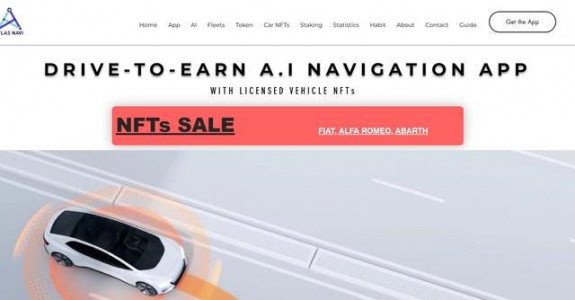 Home App AI Fleets Token Car NFTs Staking Statistics Habit About Contact Guide Get the App
LAS NAVI
DRIVE-TO-EARN A.I NAVIGATION APP
WITH LICENSED VEHICLE NFTs
NFTs SALE FIAT, ALFA ROMEO, ABARTH